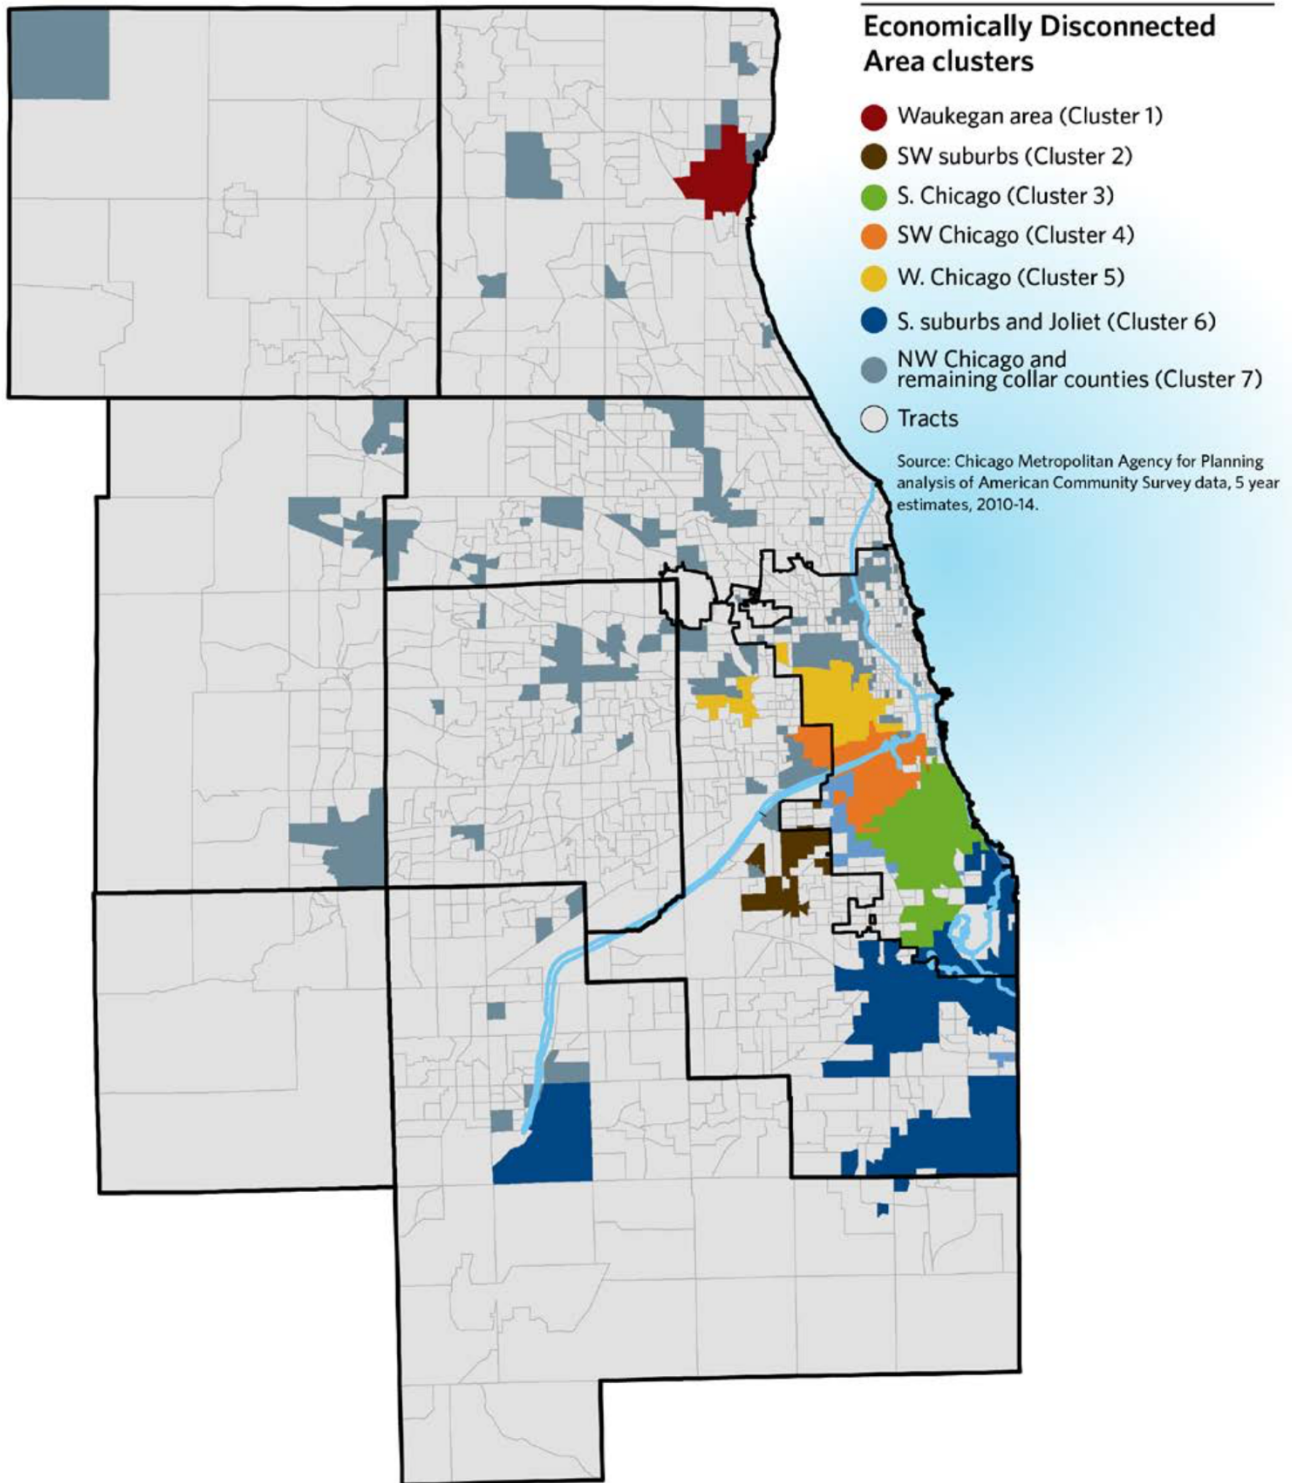 Economically Disconnected
Area clusters
Waukegan area (Cluster 1)
SW suburbs (Cluster 2)
S. Chicago (Cluster 3)
SW Chicago (Cluster 4)
W. Chicago (Cluster 5)
S. suburbs and Joliet (Cluster 6)
NW Chicago and
remaining collar counties (Cluster 7)
Tracts
Source: Chicago Metropolitan Agency for Planning
analysis of American Community Survey data, 5 year
estimates, 2010-14.